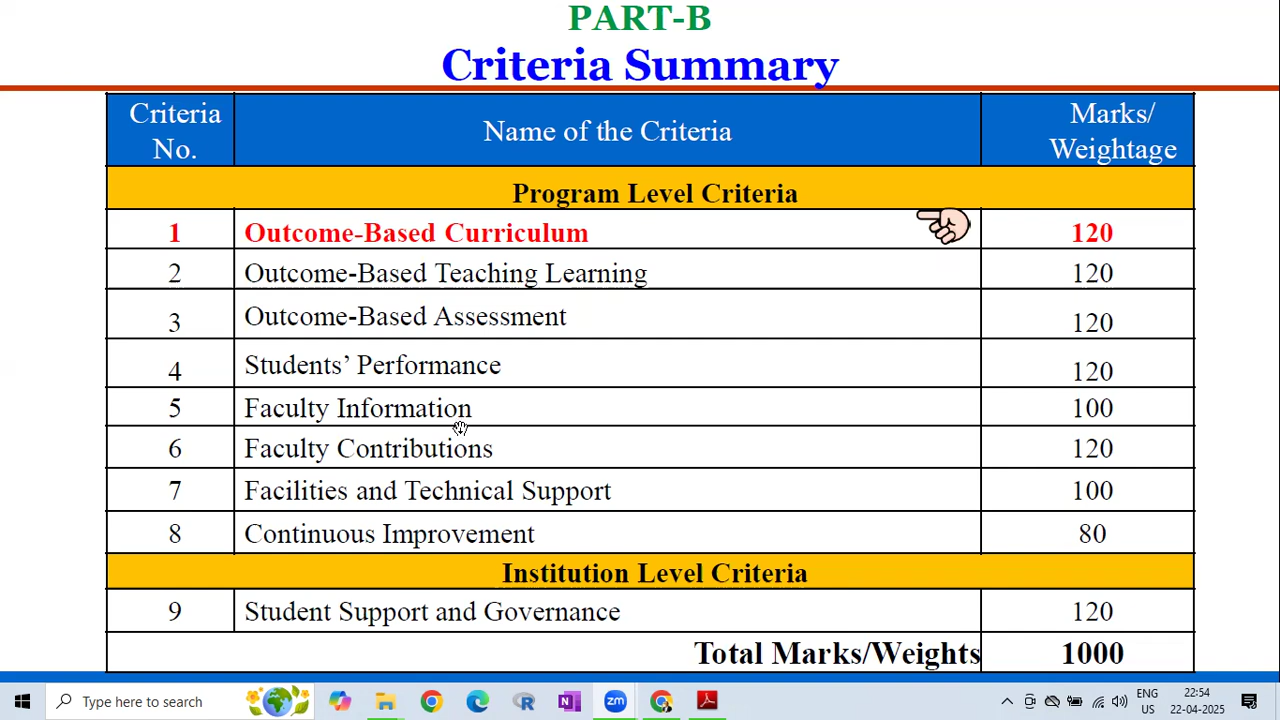 PART-B
Criteria Summary
Criteria No. Name of the Criteria Marks/ Weightage
Program Level Criteria
1 Outcome-Based Curriculum 120
2 Outcome-Based Teaching Learning 120
3 Outcome-Based Assessment 120
4 Students’ Performance 120
5 Faculty Information 100
6 Faculty Contributions 120
7 Facilities and Technical Support 100
8 Continuous Improvement 80
Institution Level Criteria
9 Student Support and Governance 120
Total Marks/Weights 1000
Type here to search ENG 22:54
US 22-04-2025